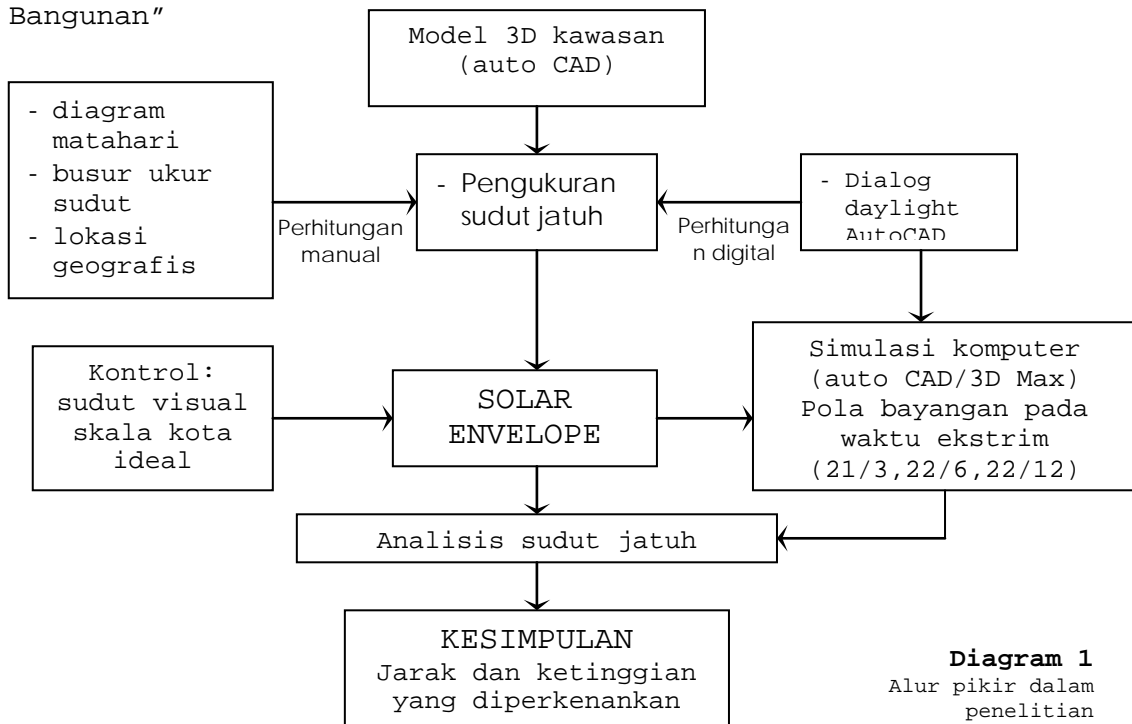 Bangunan”
Model 3D kawasan
(auto CAD)
- diagram
matahari
- busur ukur
sudut
- lokasi
geografis
Perhitungan
manual
- Pengukuran
sudut jatuh
Perhitunga
n digital
- Dialog
daylight
AutoCAD
Kontrol:
sudut visual
skala kota
ideal
SOLAR
ENVELOPE
Simulasi komputer
(auto CAD/3D Max)
Pola bayangan pada
waktu ekstrim
(21/3,22/6,22/12)
Analisis sudut jatuh
KESIMPULAN
Jarak dan ketinggian
yang diperkenankan
Diagram 1
Alur pikir dalam
penelitian